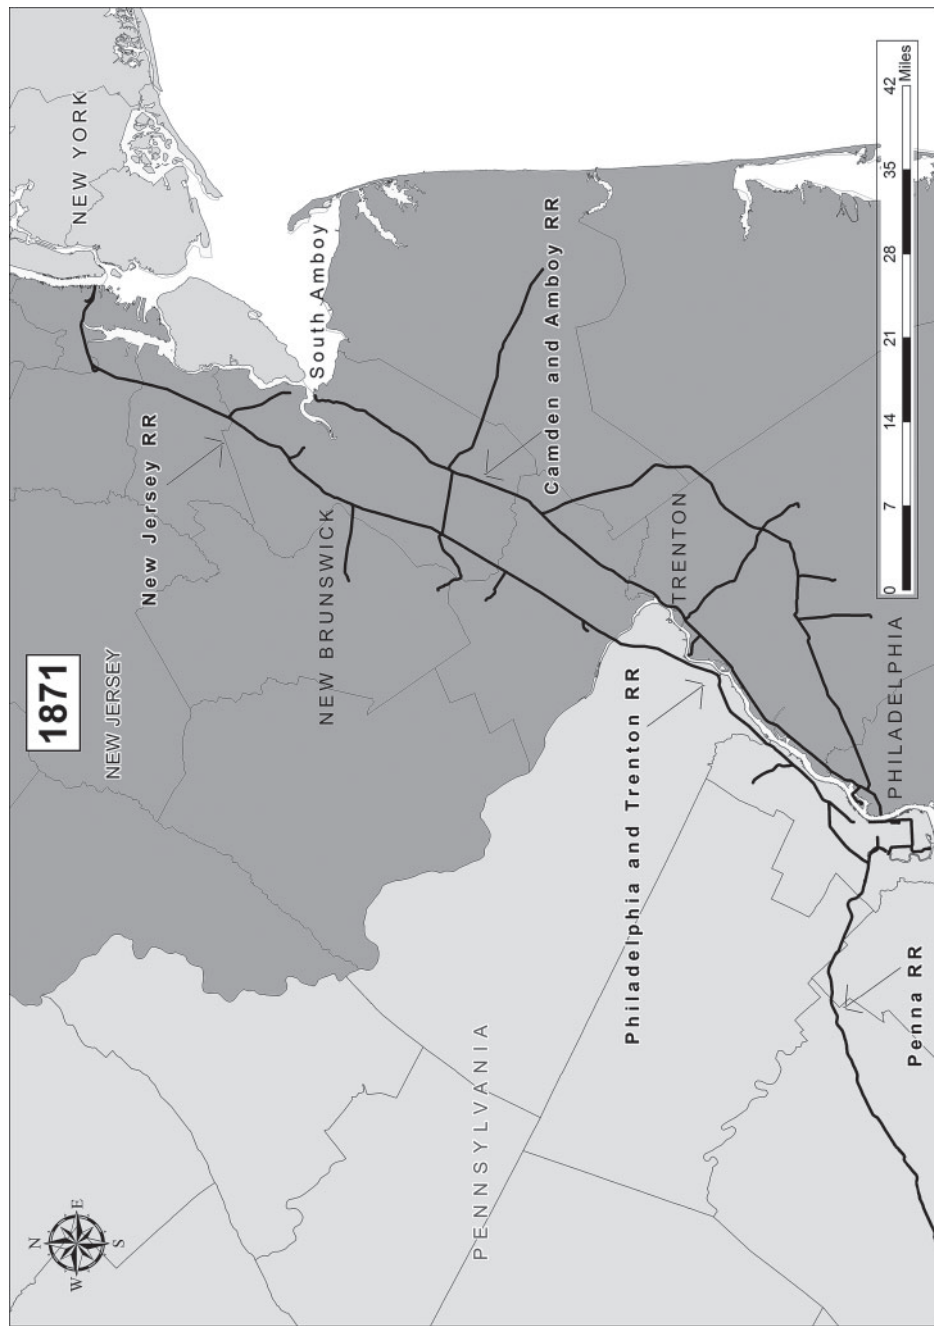 1871
NEW JERSEY
NEW YORK
New Jersey RR
South Amboy
NEW BRUNSWICK
Camden and Amboy RR
PENNSYLVANIA
TRENTON
Philadelphia and Trenton RR
PHILADELPHIA
Penna RR
N
W
E
S
0 7 14 21 28 35 42
Miles